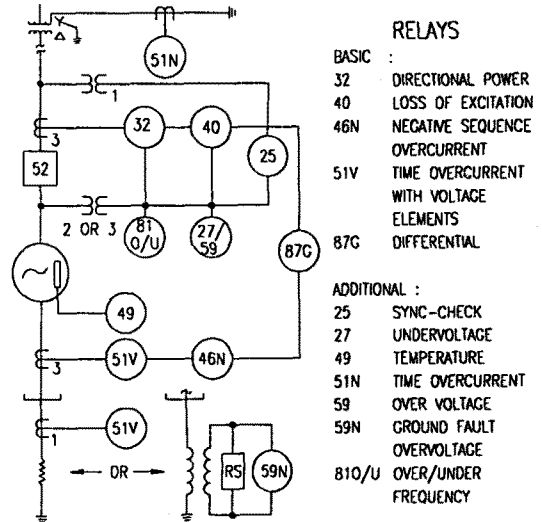 Y
Δ
51N
1
3
32
40
25
52
2 OR 3
81
O/U
27/
59
87G
49
3
51V
46N
1
51V
OR
RS
59N
RELAYS
BASIC :
32 DIRECTIONAL POWER
40 LOSS OF EXCITATION
46N NEGATIVE SEQUENCE
OVERCURRENT
51V TIME OVERCURRENT
WITH VOLTAGE
ELEMENTS
87G DIFFERENTIAL
ADDITIONAL :
25 SYNC-CHECK
27 UNDERVOLTAGE
49 TEMPERATURE
51N TIME OVERCURRENT
59 OVER VOLTAGE
59N GROUND FAULT
OVERVOLTAGE
81O/U OVER/UNDER
FREQUENCY